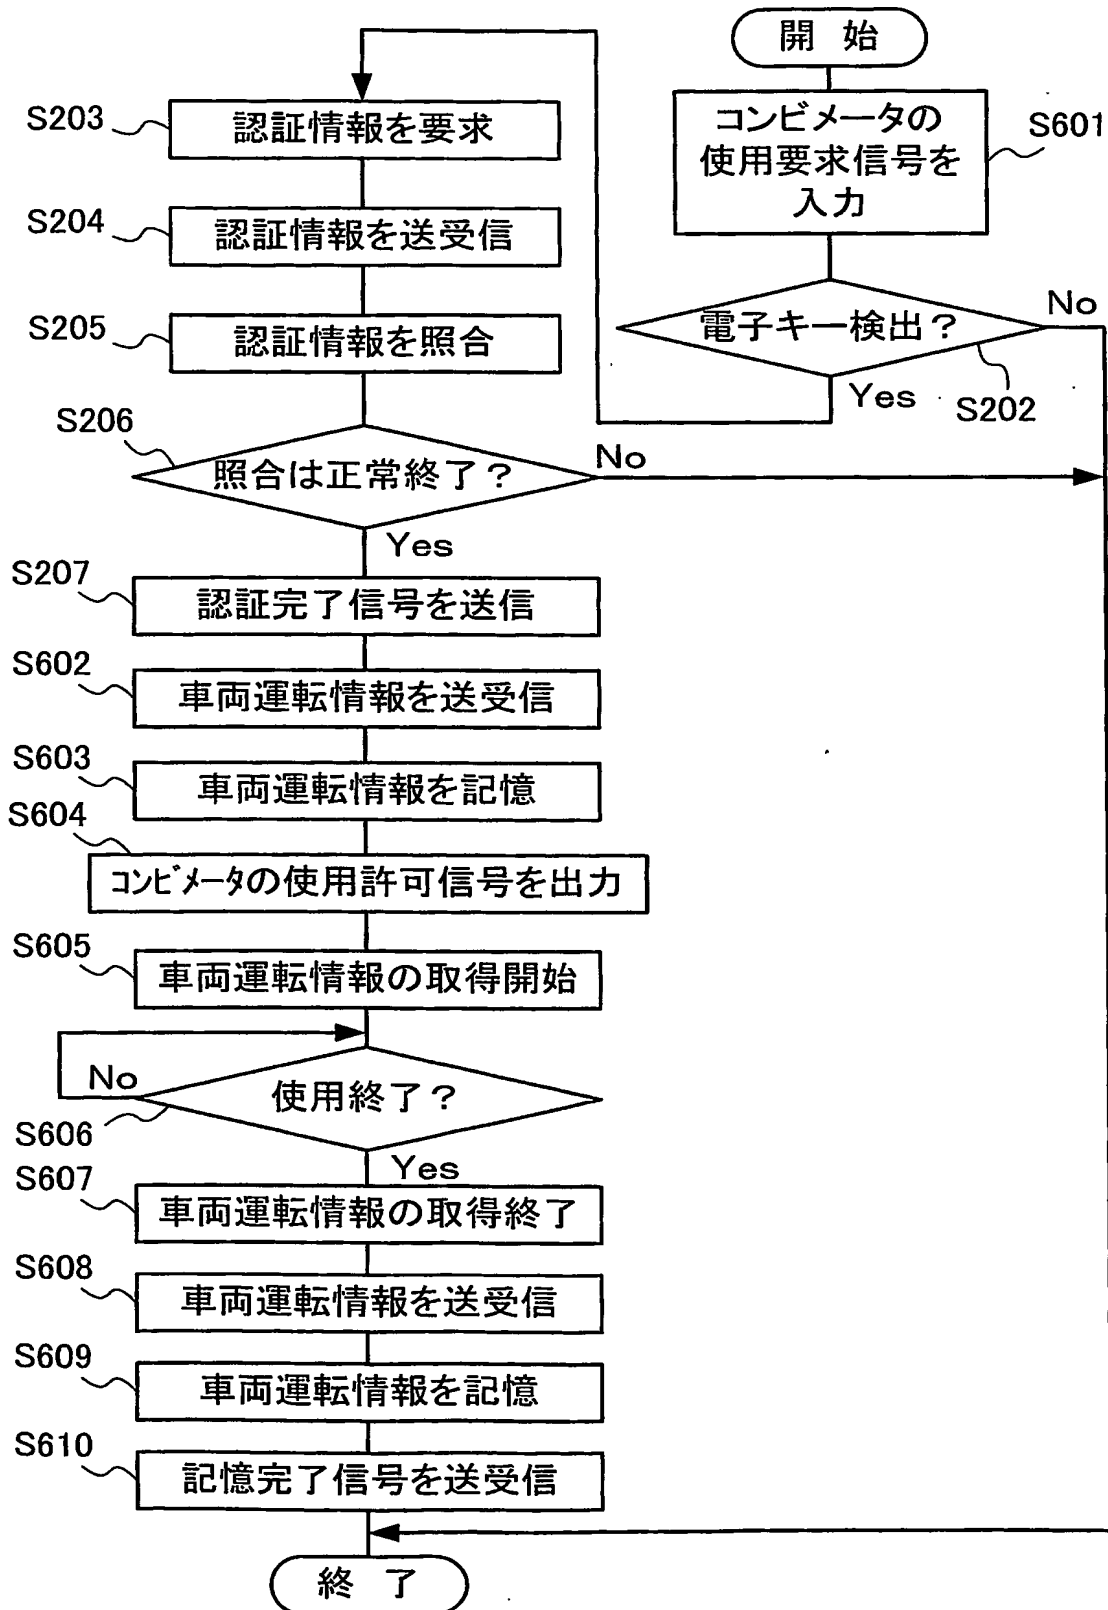 開 始
コンビメータの
使用要求信号を
入力
S601
電子キー検出？
No
Yes
S202
S203
認証情報を要求
S204
認証情報を送受信
S205
認証情報を照合
S206
照合は正常終了？
No
Yes
S207
認証完了信号を送信
S602
車両運転情報を送受信
S603
車両運転情報を記憶
S604
コンビメータの使用許可信号を出力
S605
車両運転情報の取得開始
No
使用終了？
S606
Yes
S607
車両運転情報の取得終了
S608
車両運転情報を送受信
S609
車両運転情報を記憶
S610
記憶完了信号を送受信
終 了